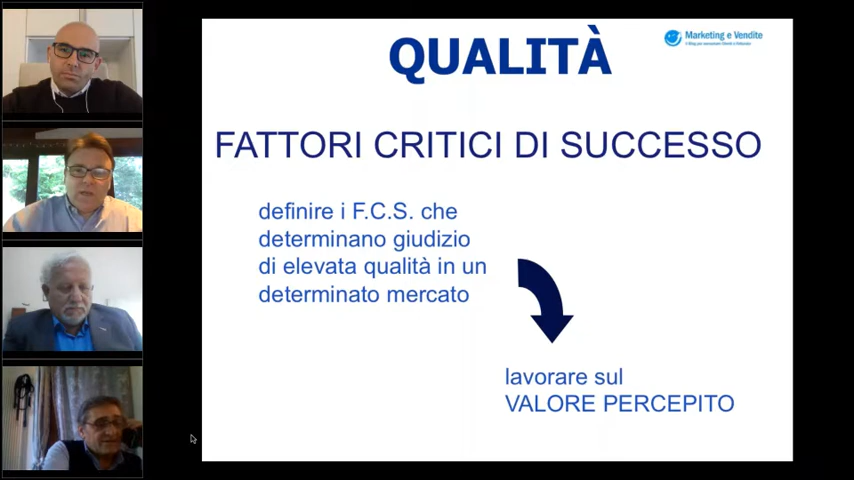 QUALITÀ
Marketing e Vendite
FATTORI CRITICI DI SUCCESSO
definire i F.C.S. che
determinano giudizio
di elevata qualità in un
determinato mercato
lavorare sul
VALORE PERCEPITO